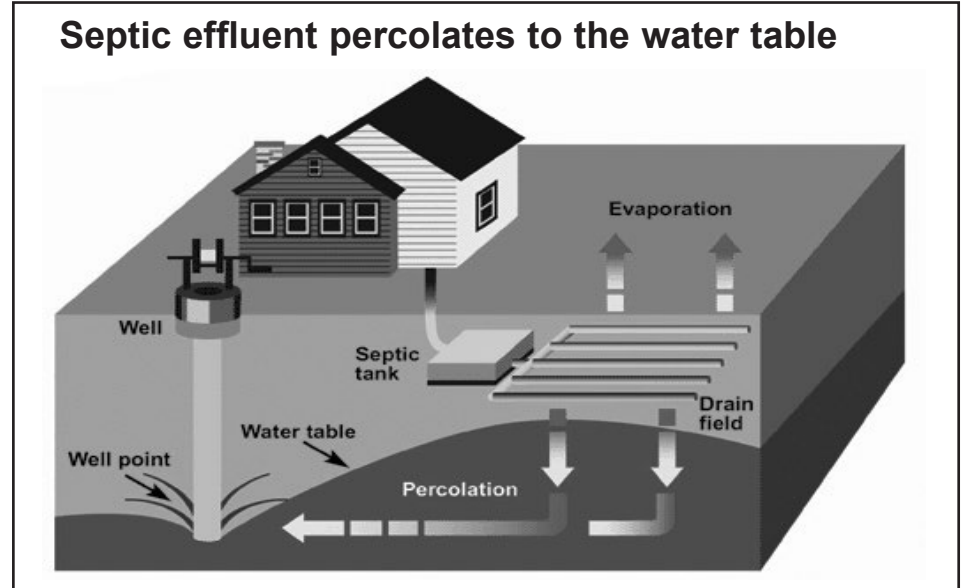 Septic effluent percolates to the water table
Evaporation
Well
Septic
tank
Drain
field
Water table
Well point
Percolation